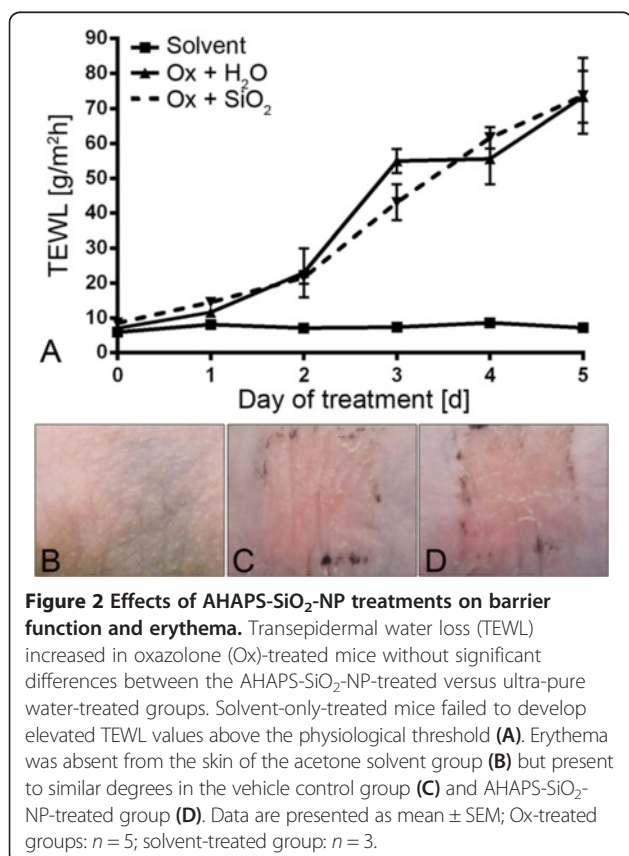 90
80
70
60
50
40
30
20
10
0
TEWL [g/m²h]
Solvent
Ox + H₂O
Ox + SiO₂
A
0 1 2 3 4 5
Day of treatment [d]
B C D
Figure 2 Effects of AHAPS-SiO₂-NP treatments on barrier
function and erythema. Transepidermal water loss (TEWL)
increased in oxazolone (Ox)-treated mice without significant
differences between the AHAPS-SiO₂-NP-treated versus ultra-pure
water-treated groups. Solvent-only-treated mice failed to develop
elevated TEWL values above the physiological threshold (A). Erythema
was absent from the skin of the acetone solvent group (B) but present
to similar degrees in the vehicle control group (C) and AHAPS-SiO₂-
NP-treated group (D). Data are presented as mean ± SEM; Ox-treated
groups: n = 5; solvent-treated group: n = 3.